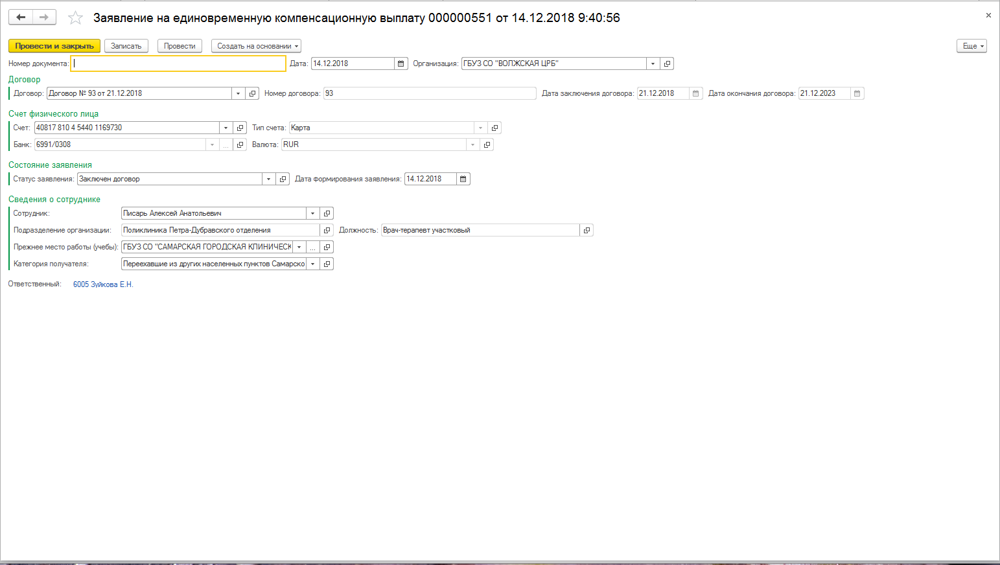 Заявление на единовременную компенсационную выплату 000000551 от 14.12.2018 9:40:56
Провести и закрыть Записать Провести Создать на основании Еще
Номер документа: Дата: 14.12.2018 Организация: ГБУЗ СО "ВОЛЖСКАЯ ЦРБ"
Договор
Договор: Договор № 93 от 21.12.2018 Номер договора: 93 Дата заключения договора: 21.12.2018 Дата окончания договора: 21.12.2023
Счет физического лица
Счет: 40817 810 4 5440 1169730 Тип счета: Карта
Банк: 6991/0308 ... Валюта: RUR
Состояние заявления
Статус заявления: Заключен договор Дата формирования заявления: 14.12.2018
Сведения о сотруднике
Сотрудник: Писарь Алексей Анатольевич
Подразделение организации: Поликлиника Петра-Дубравского отделения Должность: Врач-терапевт участковый
Прежнее место работы (учебы): ГБУЗ СО "САМАРСКАЯ ГОРОДСКАЯ КЛИНИЧЕСК ...
Категория получателя: Переехавшие из других населенных пунктов Самарско
Ответственный: 6005 Зуйкова Е.Н.